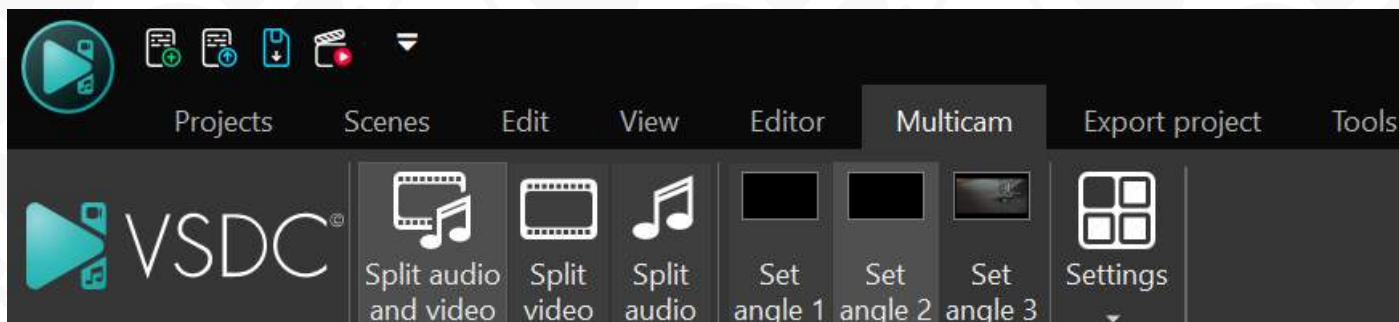 Projects Scenes Edit View Editor Multicam Export project Tools
VSDC©
Split audio and video
Split video
Split audio
Set angle 1
Set angle 2
Set angle 3
Settings